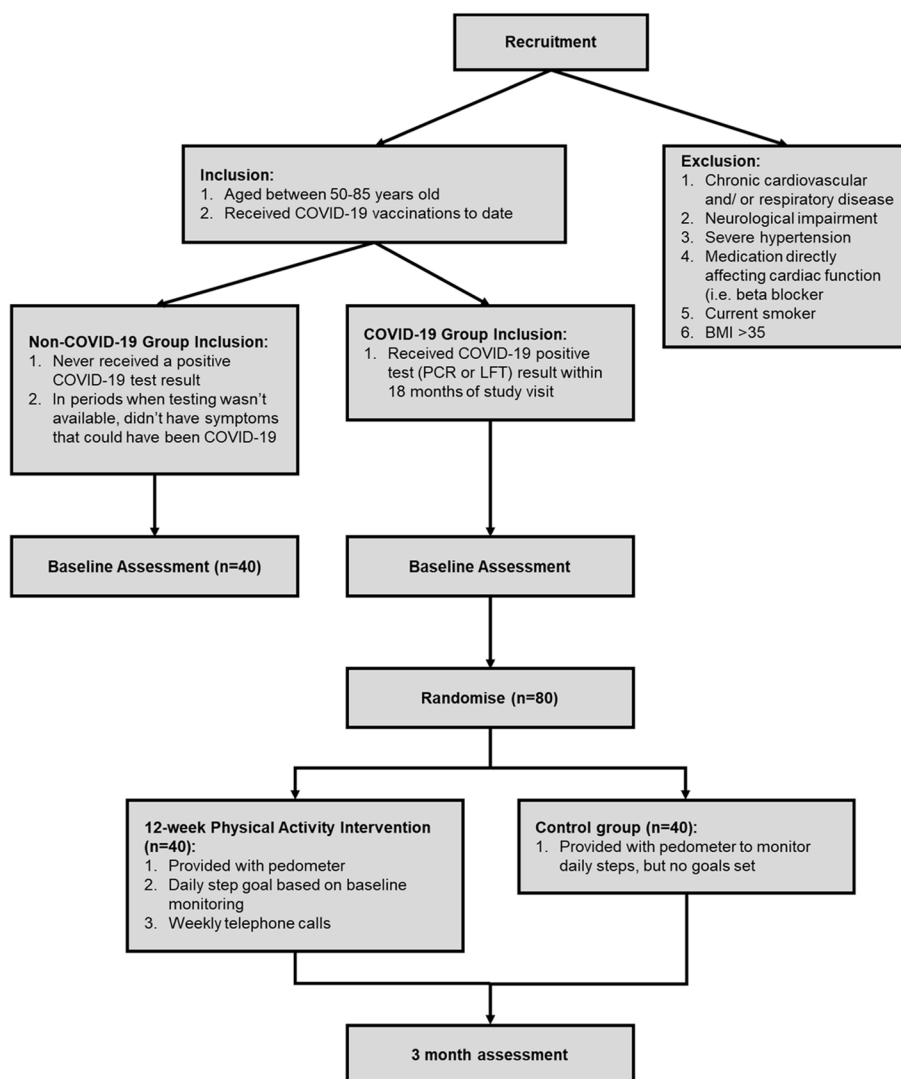 Recruitment
Inclusion:
1. Aged between 50-85 years old
2. Received COVID-19 vaccinations to date
Exclusion:
1. Chronic cardiovascular
and/ or respiratory disease
2. Neurological impairment
3. Severe hypertension
4. Medication directly
affecting cardiac function
(i.e. beta blocker
5. Current smoker
6. BMI >35
Non-COVID-19 Group Inclusion:
1. Never received a positive
COVID-19 test result
2. In periods when testing wasn't
available, didn't have symptoms
that could have been COVID-19
COVID-19 Group Inclusion:
1. Received COVID-19 positive
test (PCR or LFT) result within
18 months of study visit
Baseline Assessment (n=40)
Baseline Assessment
Randomise (n=80)
12-week Physical Activity Intervention
(n=40):
1. Provided with pedometer
2. Daily step goal based on baseline
monitoring
3. Weekly telephone calls
Control group (n=40):
1. Provided with pedometer to monitor
daily steps, but no goals set
3 month assessment